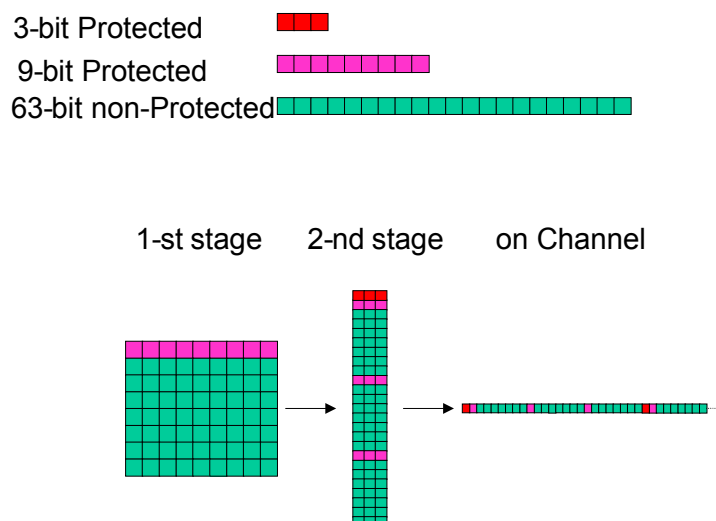 3-bit Protected
9-bit Protected
63-bit non-Protected
1-st stage 2-nd stage on Channel